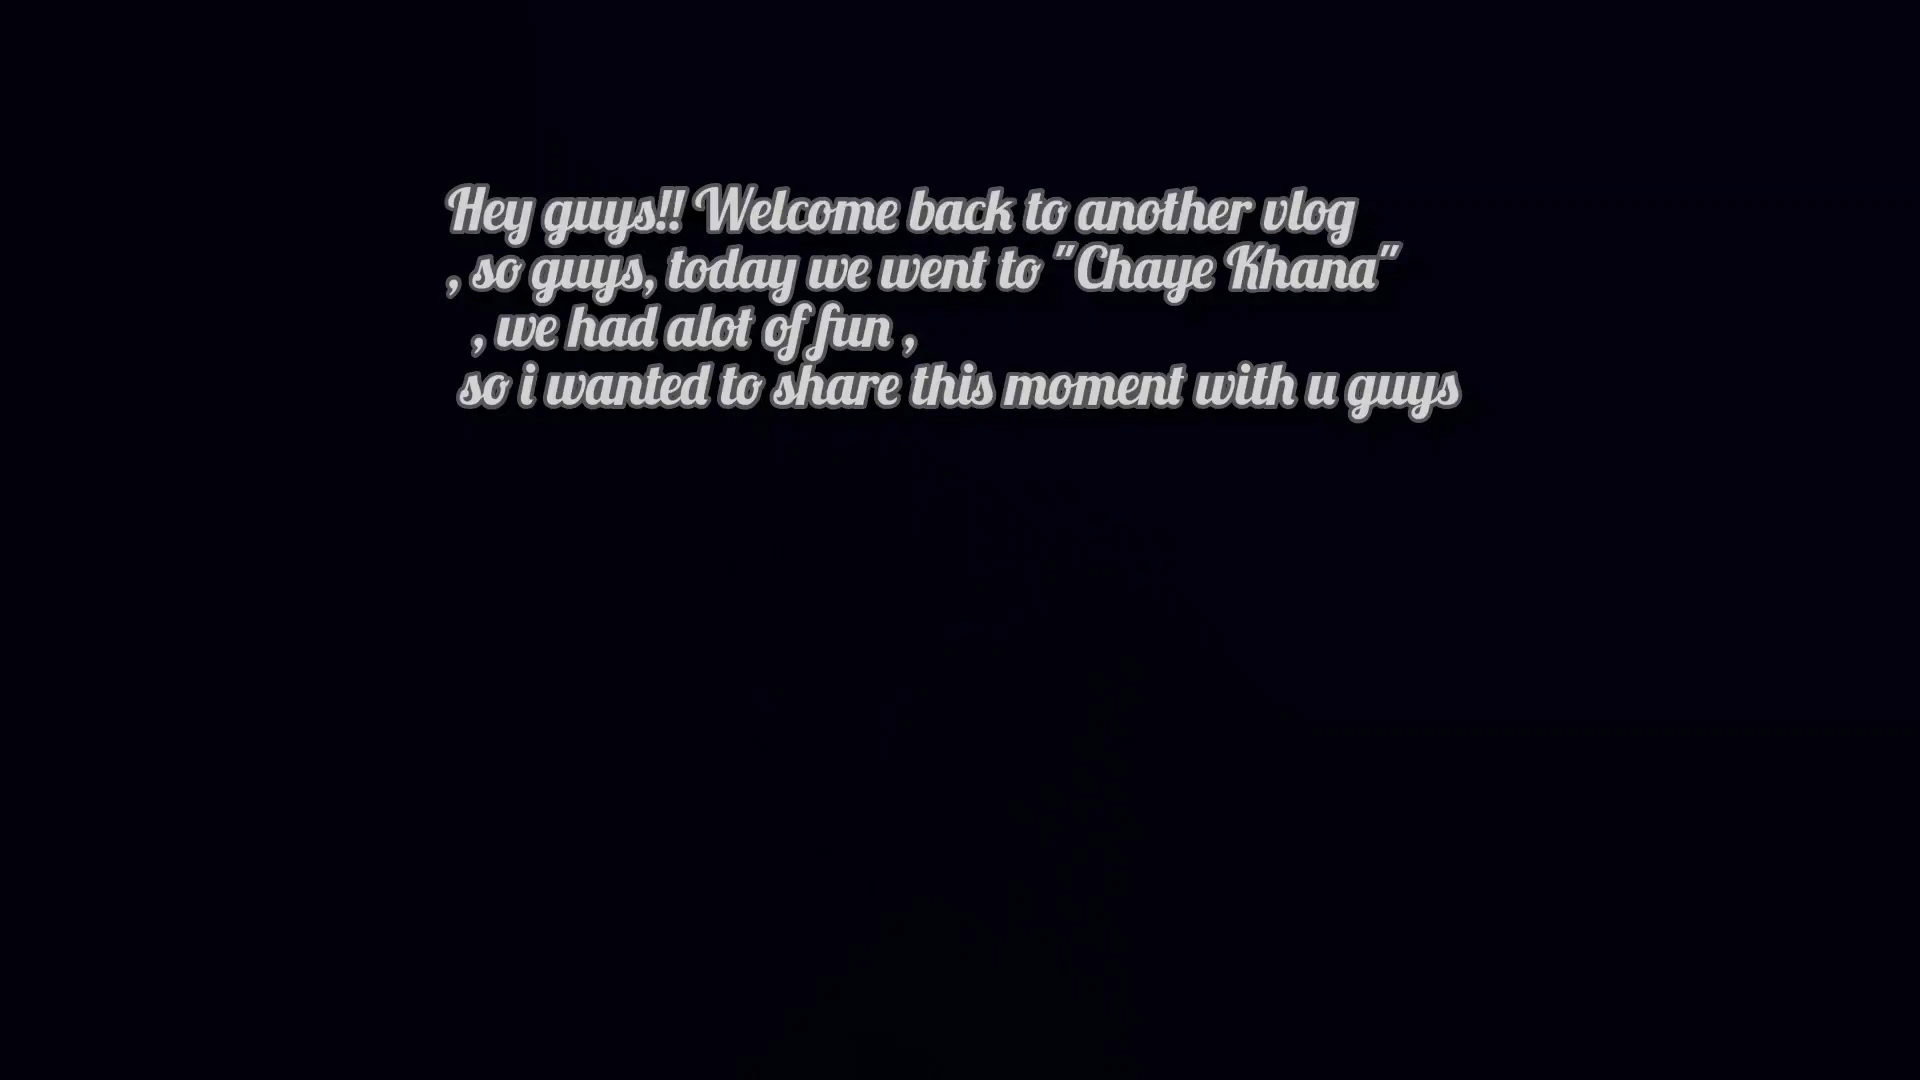 Hey guys!! Welcome back to another vlog
, so guys, today we went to "Chaye Khana"
, we had alot of fun ,
so i wanted to share this moment with u guys